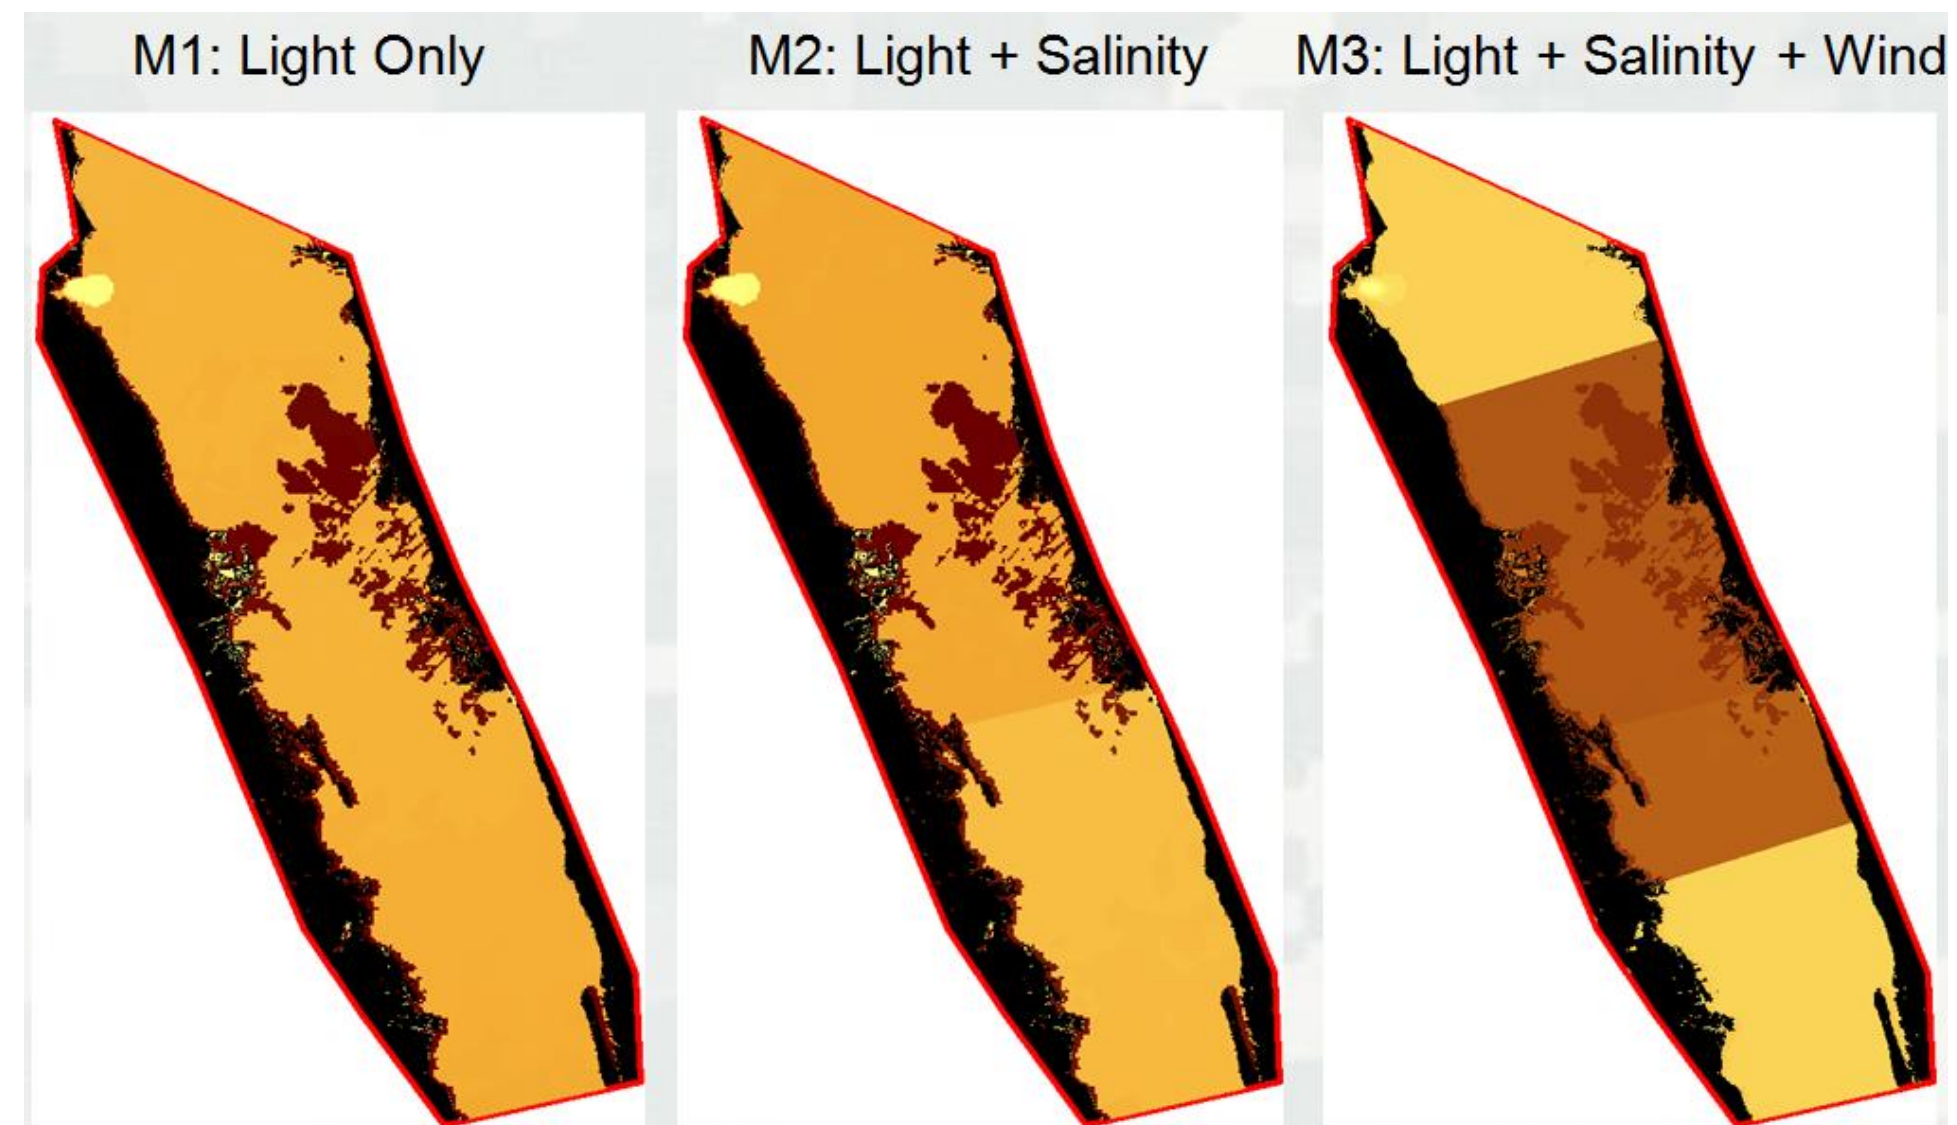 M1: Light Only
M2: Light + Salinity
M3: Light + Salinity + Wind